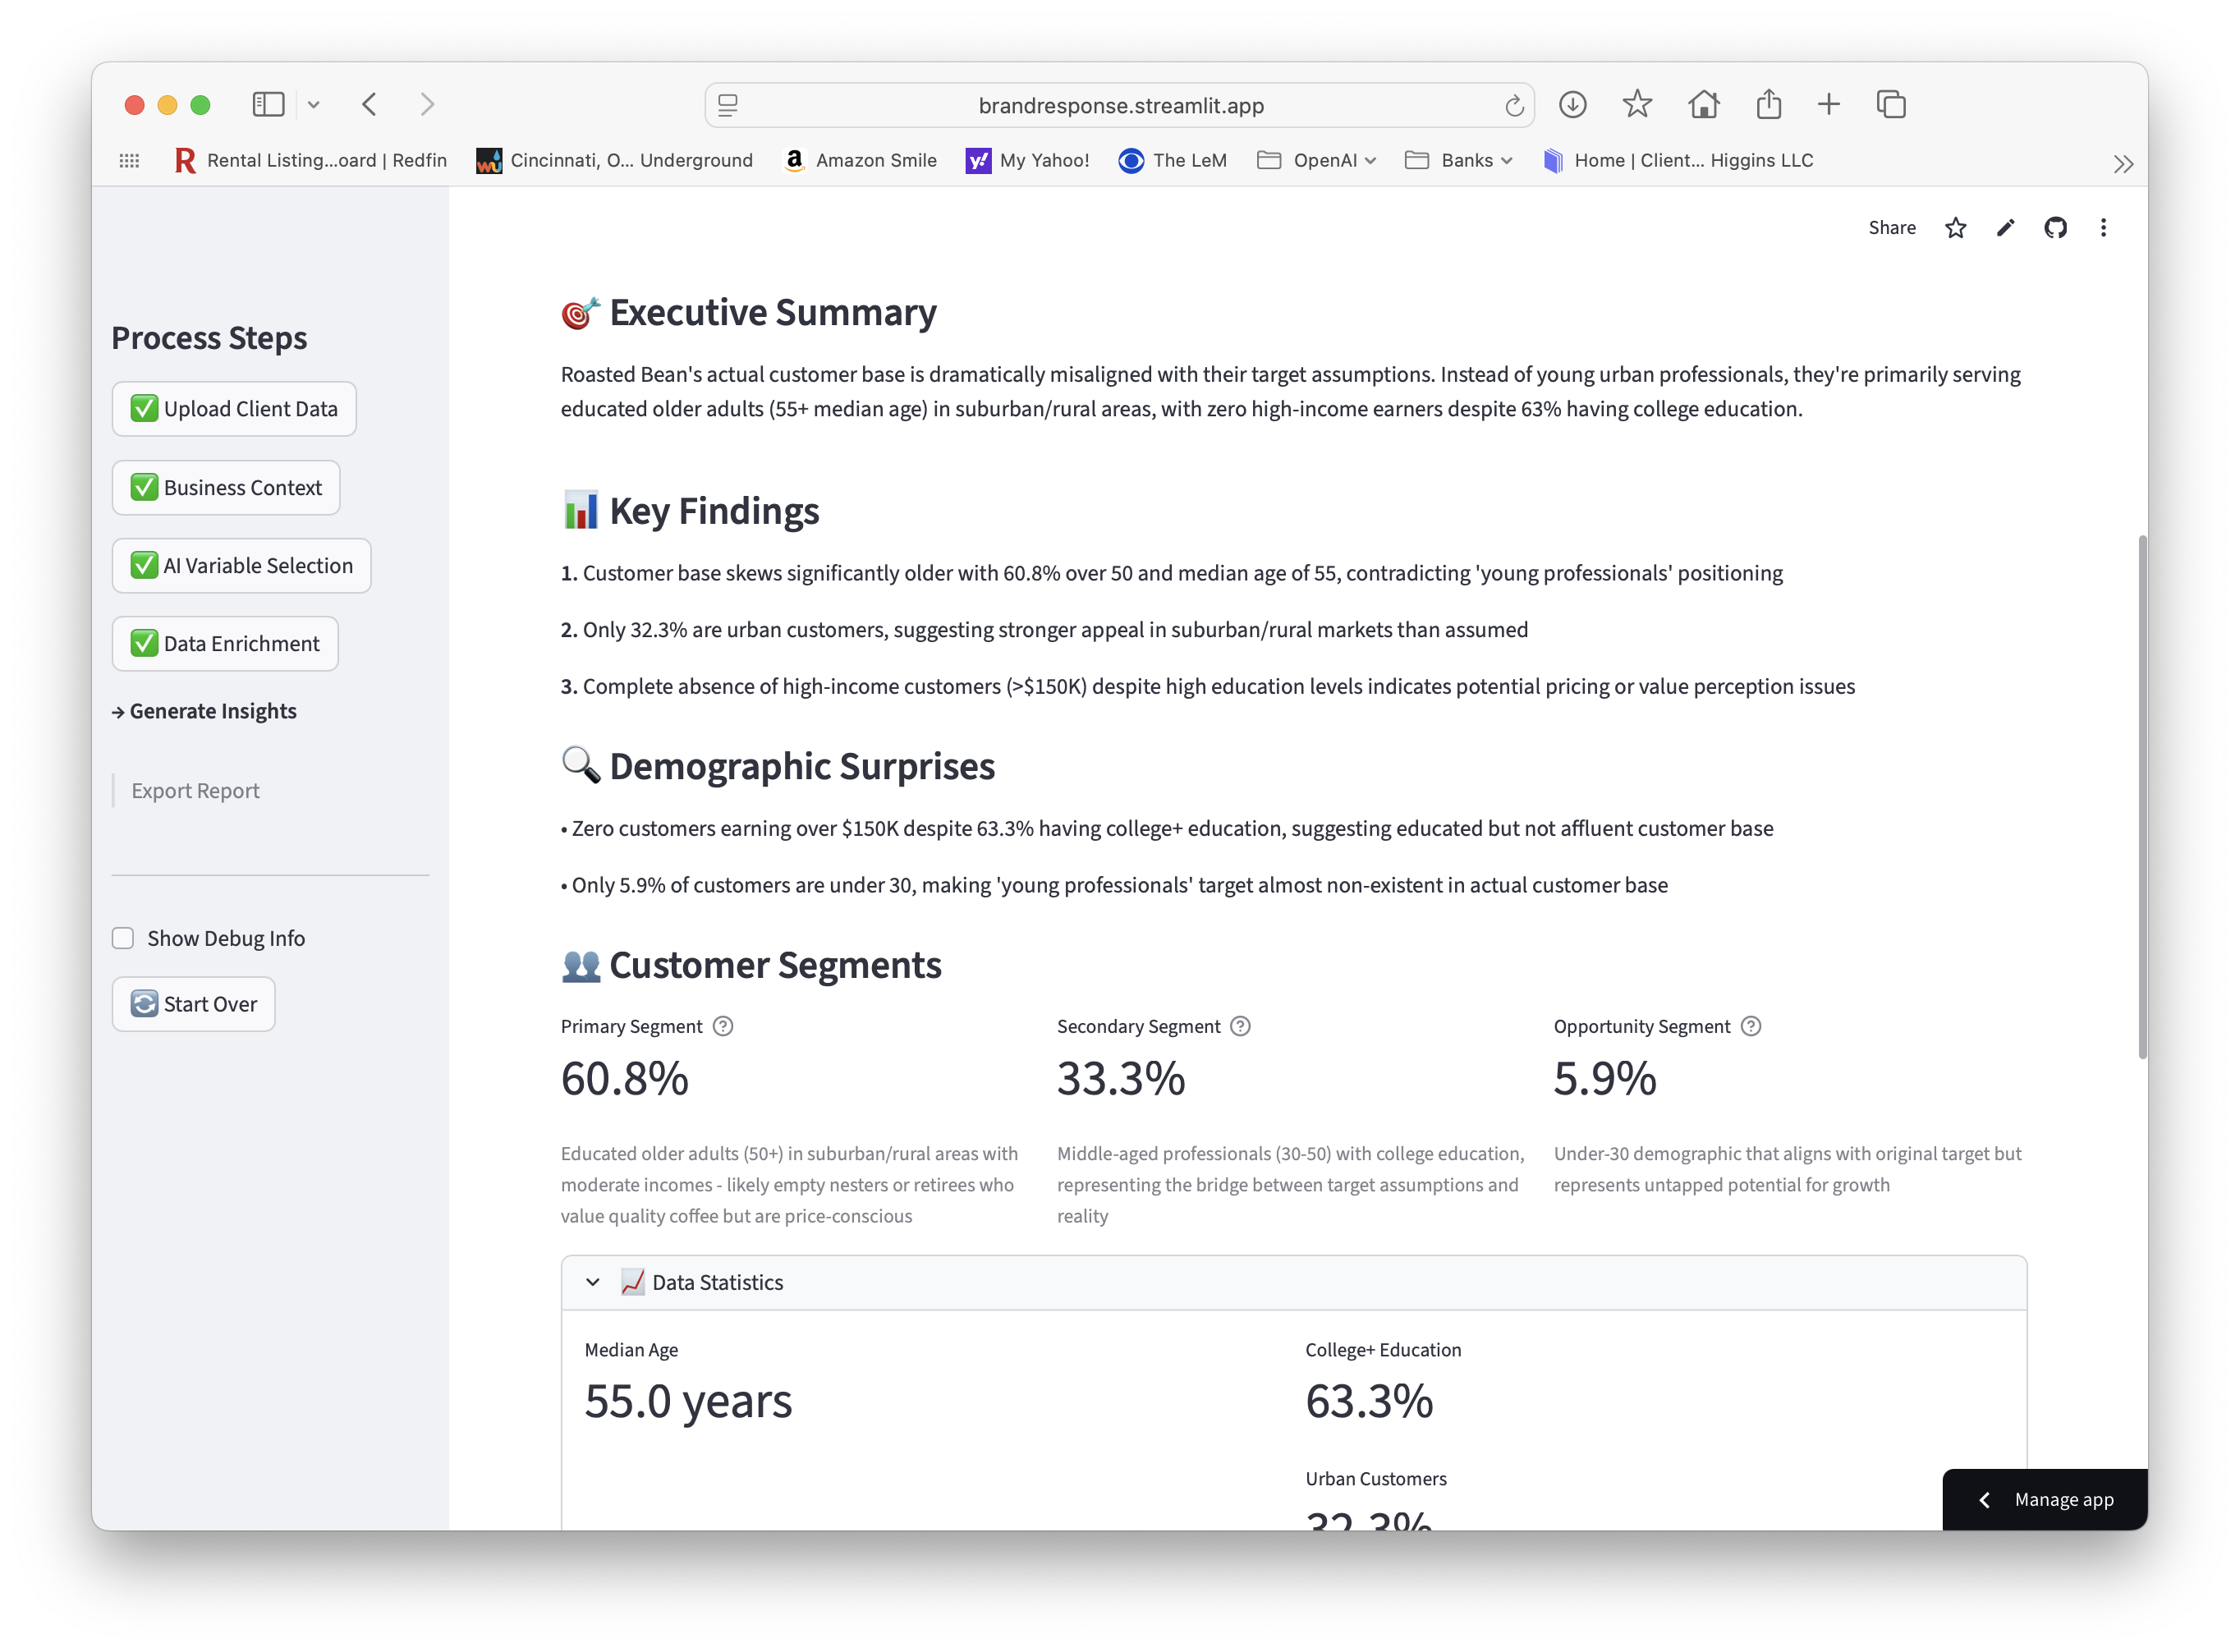 brandresponse.streamlit.app
Rental Listing...oard | Redfin
Cincinnati, O... Underground
Amazon Smile
My Yahoo!
The LeM
OpenAI
Banks
Home | Client... Higgins LLC
Share
Process Steps
Upload Client Data
Business Context
AI Variable Selection
Data Enrichment
→ Generate Insights
Export Report
Show Debug Info
Start Over
Executive Summary
Roasted Bean's actual customer base is dramatically misaligned with their target assumptions. Instead of young urban professionals, they're primarily serving
educated older adults (55+ median age) in suburban/rural areas, with zero high-income earners despite 63% having college education.
Key Findings
1. Customer base skews significantly older with 60.8% over 50 and median age of 55, contradicting 'young professionals' positioning
2. Only 32.3% are urban customers, suggesting stronger appeal in suburban/rural markets than assumed
3. Complete absence of high-income customers (>$150K) despite high education levels indicates potential pricing or value perception issues
Demographic Surprises
• Zero customers earning over $150K despite 63.3% having college+ education, suggesting educated but not affluent customer base
• Only 5.9% of customers are under 30, making 'young professionals' target almost non-existent in actual customer base
Customer Segments
Primary Segment
60.8%
Educated older adults (50+) in suburban/rural areas with
moderate incomes - likely empty nesters or retirees who
value quality coffee but are price-conscious
Secondary Segment
33.3%
Middle-aged professionals (30-50) with college education,
representing the bridge between target assumptions and
reality
Opportunity Segment
5.9%
Under-30 demographic that aligns with original target but
represents untapped potential for growth
Data Statistics
Median Age
55.0 years
College+ Education
63.3%
Urban Customers
32.3%
Manage app